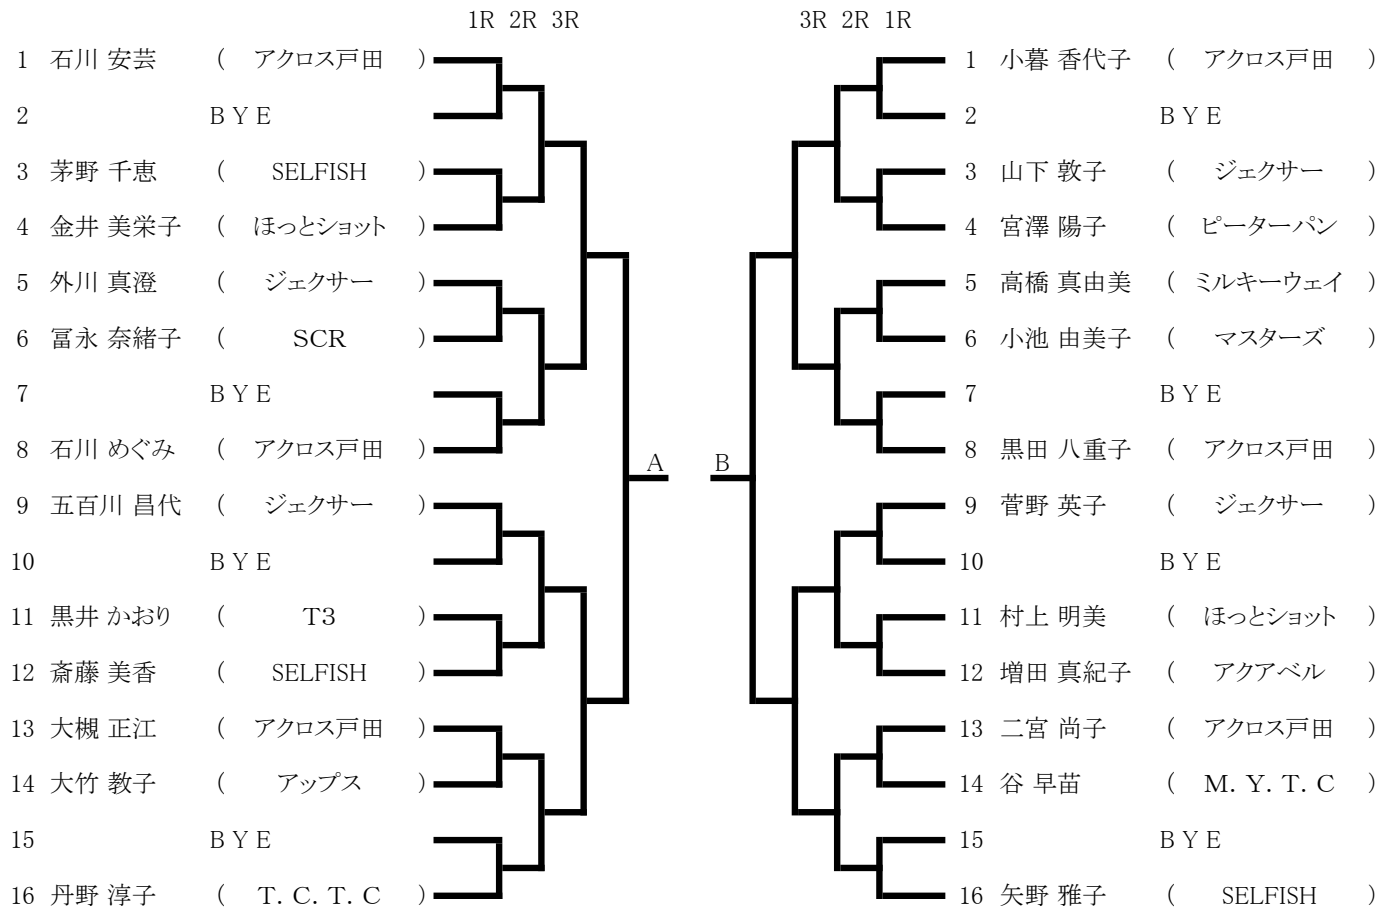 1R 2R 3R
1 石川 安芸 ( アクロス戸田 )
2 BYE
3 茅野 千恵 ( SELFISH )
4 金井 美栄子 ( ほっとショット )
5 外川 真澄 ( ジェクサー )
6 冨永 奈緒子 ( SCR )
7 BYE
8 石川 めぐみ ( アクロス戸田 )
A
9 五百川 昌代 ( ジェクサー )
10 BYE
11 黒井 かおり ( T3 )
12 斎藤 美香 ( SELFISH )
13 大槻 正江 ( アクロス戸田 )
14 大竹 教子 ( アップス )
15 BYE
16 丹野 淳子 ( T. C. T. C )
3R 2R 1R
1 小暮 香代子 ( アクロス戸田 )
2 BYE
3 山下 敦子 ( ジェクサー )
4 宮澤 陽子 ( ピーターパン )
5 高橋 真由美 ( ミルキーウェイ )
6 小池 由美子 ( マスターズ )
7 BYE
8 黒田 八重子 ( アクロス戸田 )
B
9 菅野 英子 ( ジェクサー )
10 BYE
11 村上 明美 ( ほっとショット )
12 増田 真紀子 ( アクアベル )
13 二宮 尚子 ( アクロス戸田 )
14 谷 早苗 ( M. Y. T. C )
15 BYE
16 矢野 雅子 ( SELFISH )